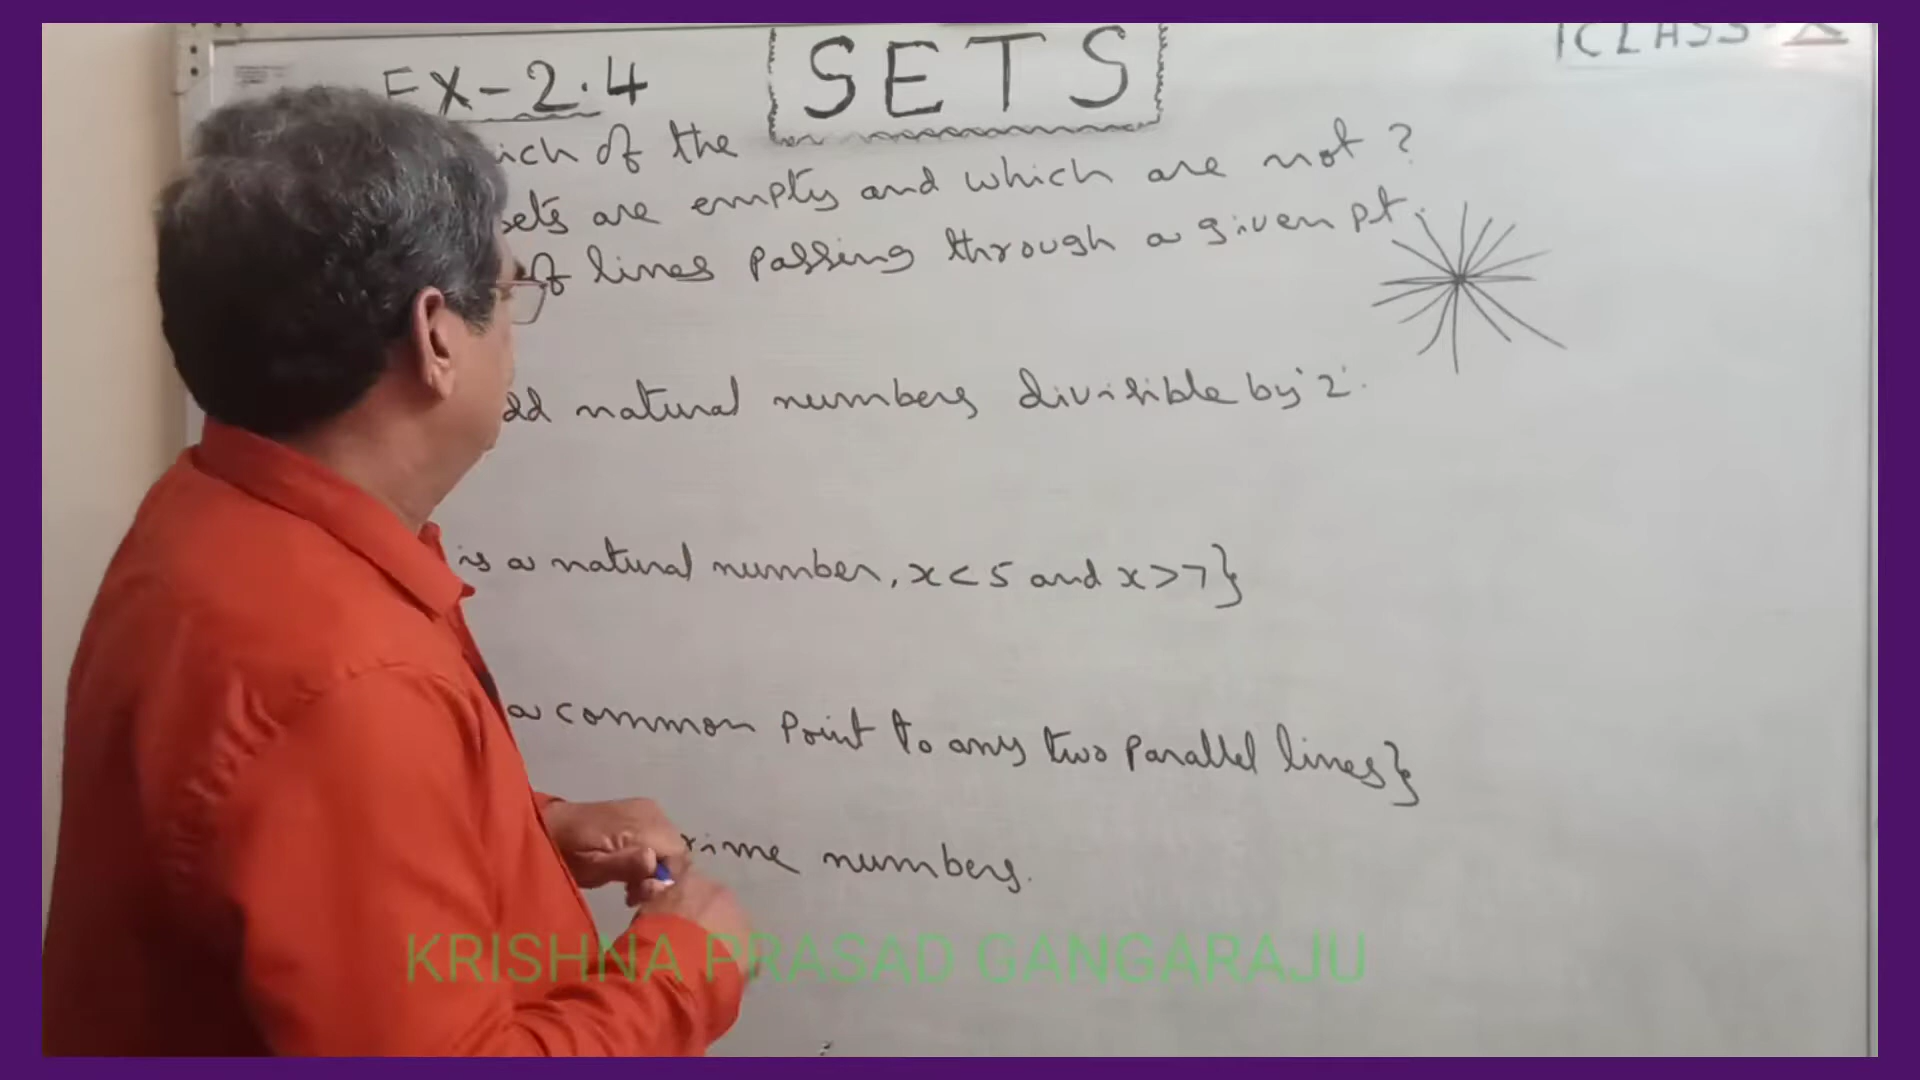 EX-2.4
SETS
CLASS-X
ich of the
sets are empty and which are not?
of lines passing through a given pt.
dd natural numbers divisible by '2'.
is a natural number, x<5 and x>7}
a common point to any two parallel lines}
rime numbers.
KRISHNA PRASAD GANGARAJU